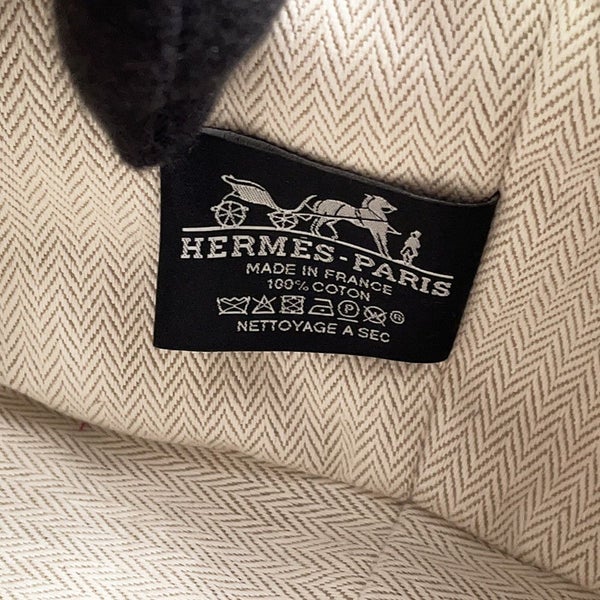 HERMES-PARIS
MADE IN FRANCE
100% COTON
P ®
NETTOYAGE A SEC